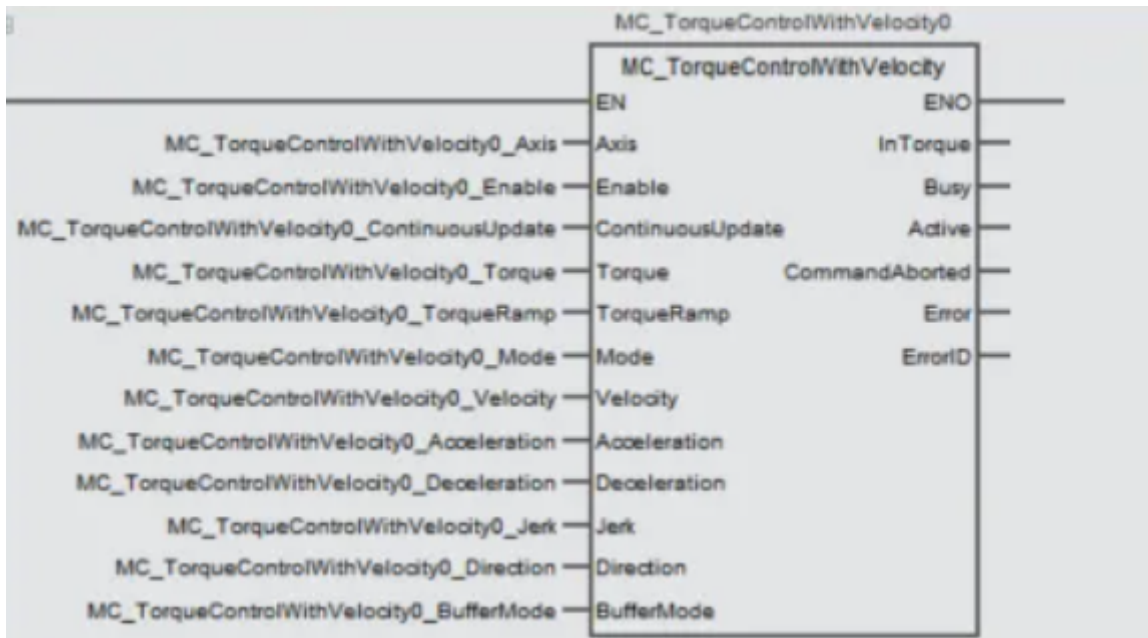 MC_TorqueControlWithVelocity0
MC_TorqueControlWithVelocity
EN ENO
MC_TorqueControlWithVelocity0_Axis Axis InTorque
MC_TorqueControlWithVelocity0_Enable Enable Busy
MC_TorqueControlWithVelocity0_ContinuousUpdate ContinuousUpdate Active
MC_TorqueControlWithVelocity0_Torque Torque CommandAborted
MC_TorqueControlWithVelocity0_TorqueRamp TorqueRamp Error
MC_TorqueControlWithVelocity0_Mode Mode ErrorID
MC_TorqueControlWithVelocity0_Velocity Velocity
MC_TorqueControlWithVelocity0_Acceleration Acceleration
MC_TorqueControlWithVelocity0_Deceleration Deceleration
MC_TorqueControlWithVelocity0_Jerk Jerk
MC_TorqueControlWithVelocity0_Direction Direction
MC_TorqueControlWithVelocity0_BufferMode BufferMode